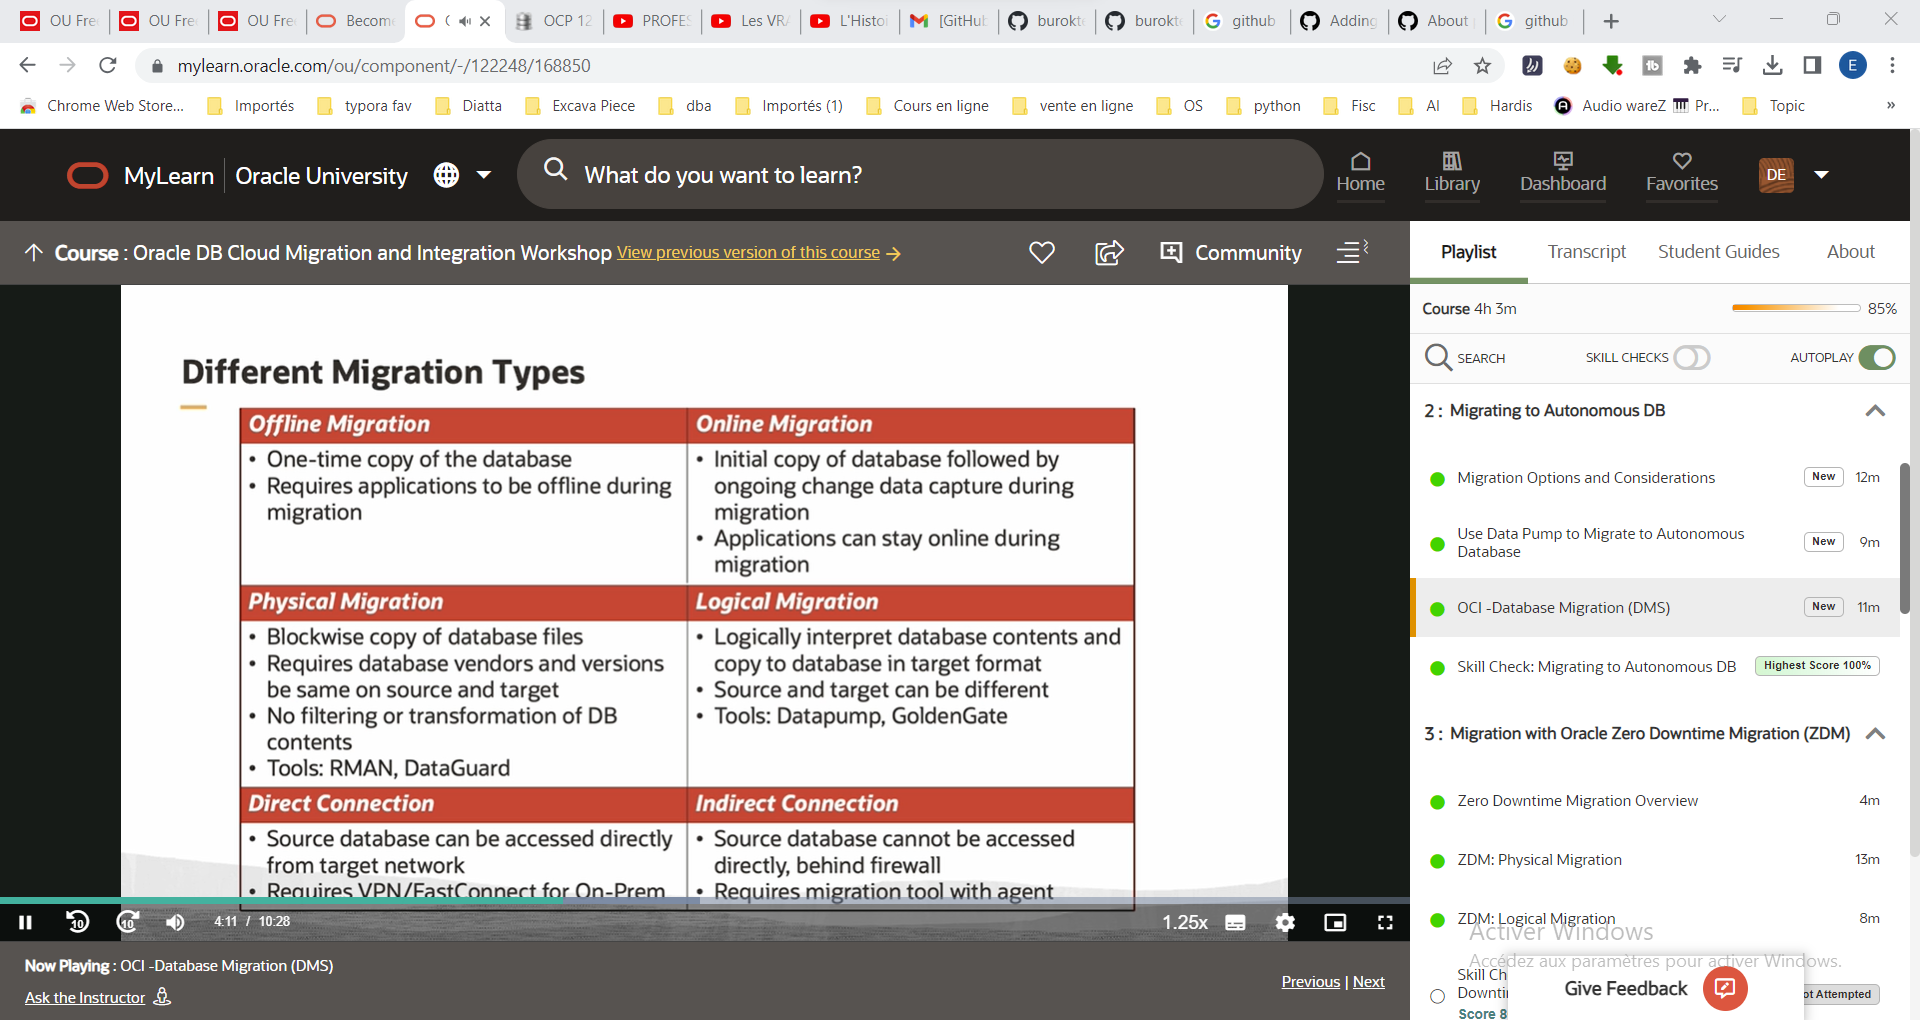 OU Fre
OU Fre
OU Fre
Becom
OCP 12
PROFES
Les VRA
L'Histoi
[GitHub
burokt
burokt
github
Adding
About
github
mylearn.oracle.com/ou/component/-/122248/168850
E
Chrome Web Store...
Importés
typora fav
Diatta
Excava Piece
dba
Importés (1)
Cours en ligne
vente en ligne
OS
python
Fisc
AI
Hardis
Audio wareZ
Pr...
Topic
»
MyLearn
Oracle University
What do you want to learn?
Home
Library
Dashboard
Favorites
DE
Course : Oracle DB Cloud Migration and Integration Workshop View previous version of this course →
Community
Different Migration Types
Offline Migration
• One-time copy of the database
• Requires applications to be offline during
migration
Online Migration
• Initial copy of database followed by
ongoing change data capture during
migration
• Applications can stay online during
migration
Physical Migration
• Blockwise copy of database files
• Requires database vendors and versions
be same on source and target
• No filtering or transformation of DB
contents
• Tools: RMAN, DataGuard
Logical Migration
• Logically interpret database contents and
copy to database in target format
• Source and target can be different
• Tools: Datapump, GoldenGate
Direct Connection
• Source database can be accessed directly
from target network
• Requires VPN/FastConnect for On-Prem
Indirect Connection
• Source database cannot be accessed
directly, behind firewall
• Requires migration tool with agent
10
10
4:11 / 10:28
1.25x
Now Playing : OCI -Database Migration (DMS)
Ask the Instructor
Previous | Next
Playlist
Transcript
Student Guides
About
Course 4h 3m
85%
SEARCH
SKILL CHECKS
AUTOPLAY
2 : Migrating to Autonomous DB
Migration Options and Considerations
New
12m
Use Data Pump to Migrate to Autonomous
Database
New
9m
OCI -Database Migration (DMS)
New
11m
Skill Check: Migrating to Autonomous DB
Highest Score 100%
3 : Migration with Oracle Zero Downtime Migration (ZDM)
Zero Downtime Migration Overview
4m
ZDM: Physical Migration
13m
ZDM: Logical Migration
8m
Activer Windows
Accédez aux paramètres pour activer Windows.
Skill Ch
Downti
Score 8
ot Attempted
Give Feedback